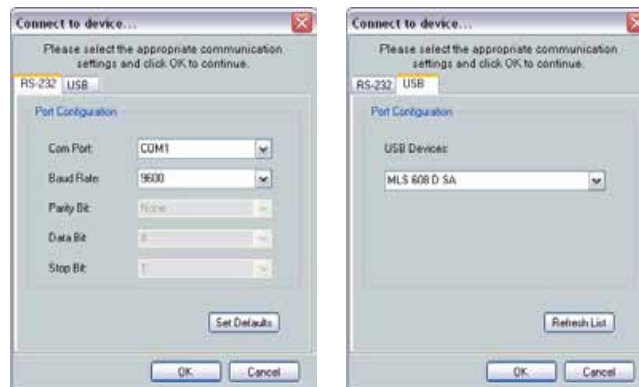 Connect to device...
Please select the appropriate communication
settings and click OK to continue.
RS-232 USB
Port Configuration
Com Port: COM1
Baud Rate: 9600
Parity Bit: None
Data Bit: 8
Stop Bit: 1
Set Defaults
OK Cancel
Connect to device...
Please select the appropriate communication
settings and click OK to continue.
RS-232 USB
Port Configuration
USB Devices:
MLS 608 D SA
Refresh List
OK Cancel